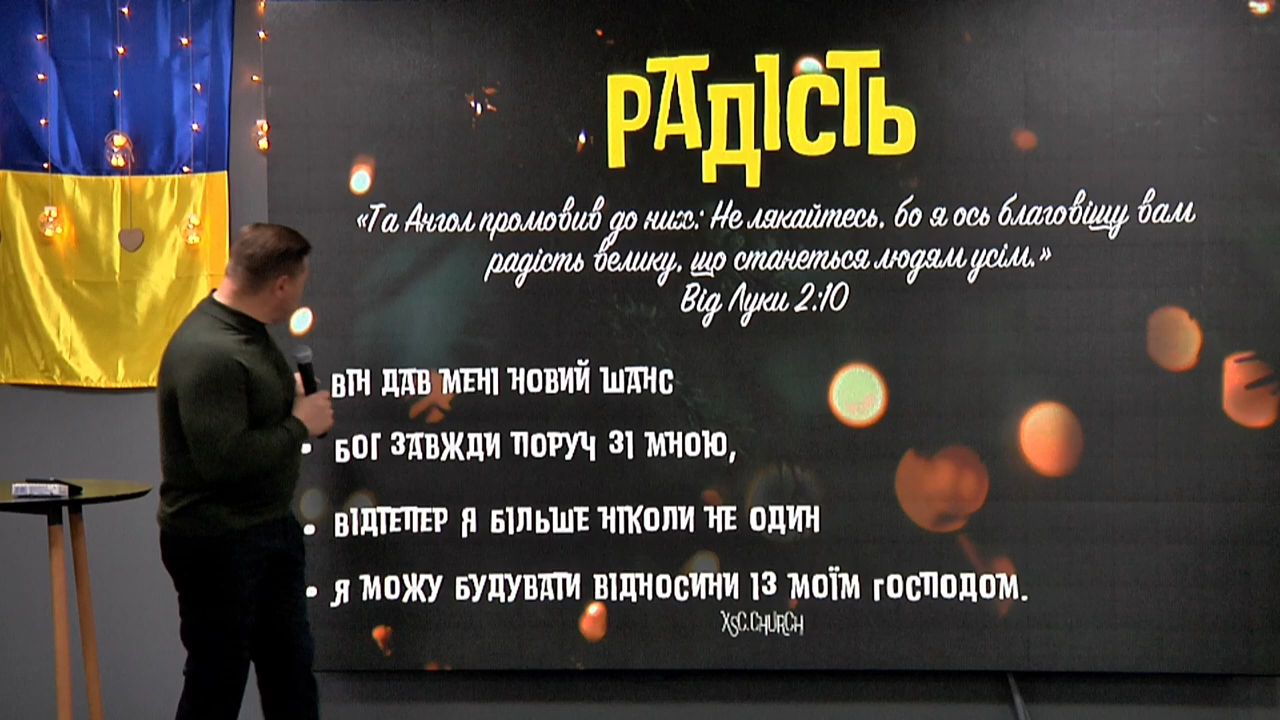 РАДІСТЬ
«Та Ангол промовив до них: Не лякайтесь, бо я ось благовіщу вам
радість велику, що станеться людям усім.»
Від Луки 2:10
ВІН ДАВ МЕНІ НОВИЙ ШАНС
• БОГ ЗАВЖДИ ПОРУЧ ЗІ МНОЮ,
• ВІДТЕПЕР Я БІЛЬШЕ НІКОЛИ НЕ ОДИН
• Я МОЖУ БУДУВАТИ ВІДНОСИНИ ІЗ МОЇМ ГОСПОДОМ.
XSC.CHURCH